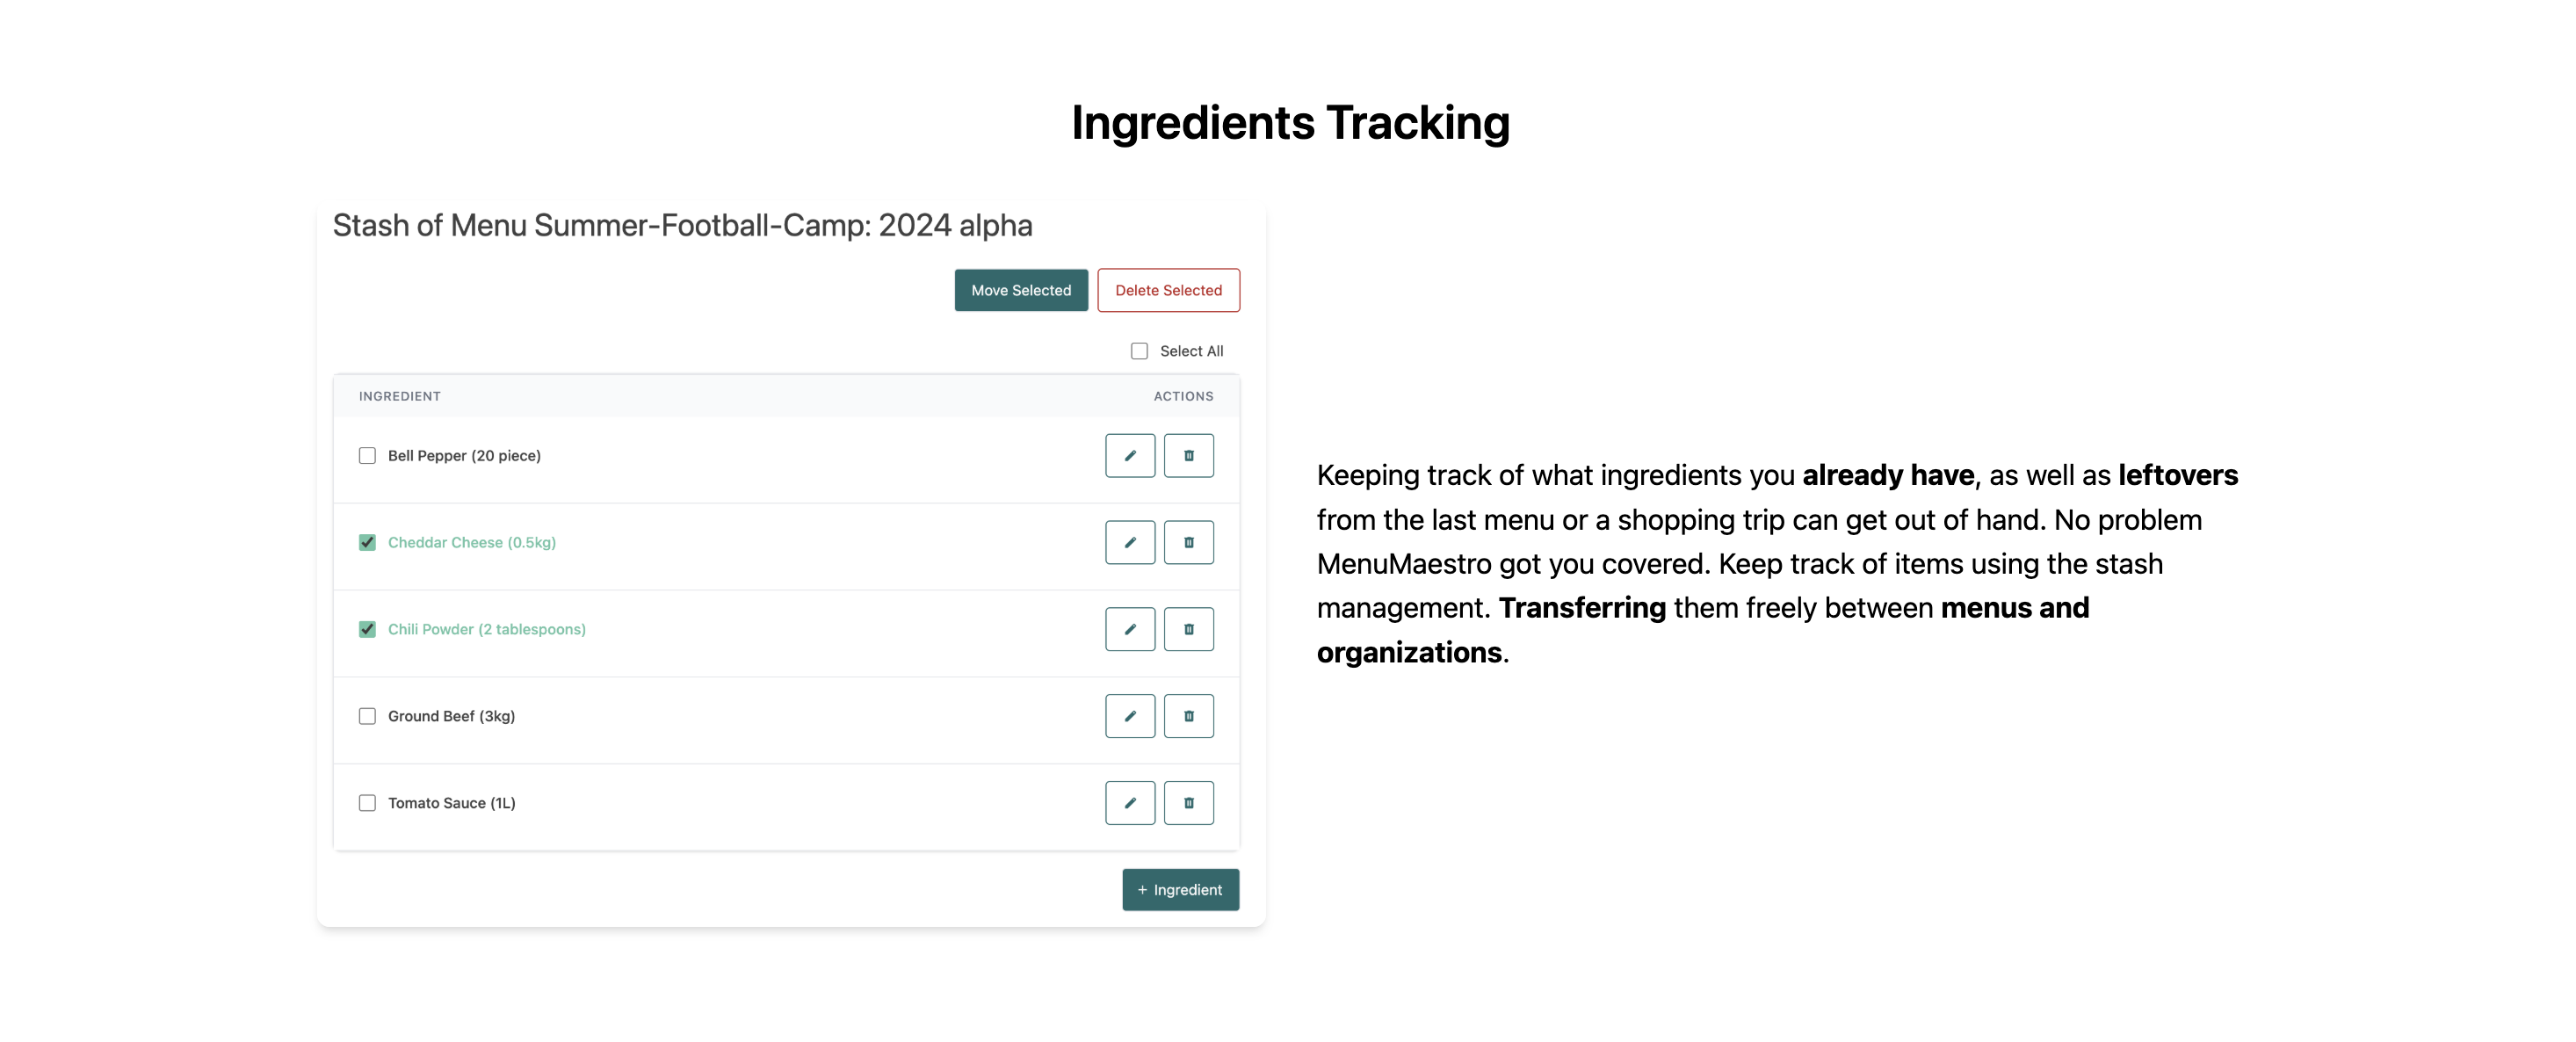 Ingredients Tracking
Stash of Menu Summer-Football-Camp: 2024 alpha
Move Selected
Delete Selected
Select All
INGREDIENT
ACTIONS
Bell Pepper (20 piece)
Cheddar Cheese (0.5kg)
Chili Powder (2 tablespoons)
Ground Beef (3kg)
Tomato Sauce (1L)
+ Ingredient
Keeping track of what ingredients you already have, as well as leftovers
from the last menu or a shopping trip can get out of hand. No problem
MenuMaestro got you covered. Keep track of items using the stash
management. Transferring them freely between menus and
organizations.